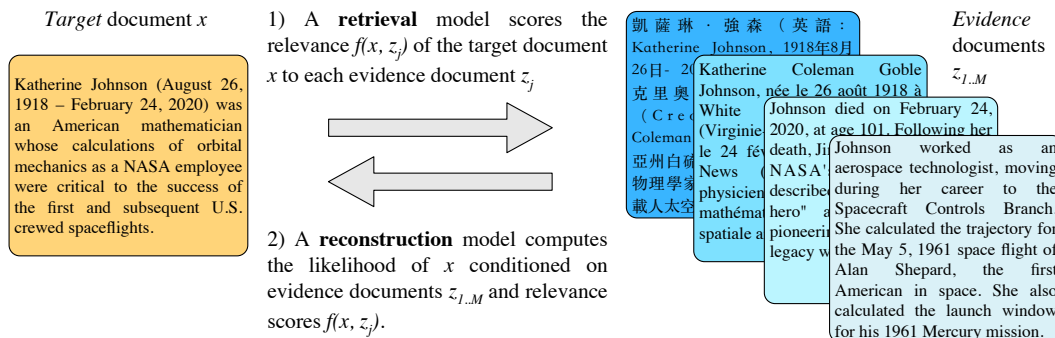 Target document x
Katherine Johnson (August 26,
1918 – February 24, 2020) was
an American mathematician
whose calculations of orbital
mechanics as a NASA employee
were critical to the success of
the first and subsequent U.S.
crewed spaceflights.
1) A retrieval model scores the
relevance f(x, z_j) of the target document
x to each evidence document z_j
2) A reconstruction model computes
the likelihood of x conditioned on
evidence documents z_{1..M} and relevance
scores f(x, z_j).
凱薩琳·強森（英語：
Katherine Johnson, 1918年8月
26日- 20
克里奧
（Creo
Coleman
亞州白硫
物理學家
載人太空
Katherine Coleman Goble
Johnson, née le 26 août 1918 à
White
(Virginie-
le 24
News (
spatiale
Johnson died on February 24,
2020, at age 101. Following her
death,
NASA's
described
hero"
legacy
Johnson worked as an
aerospace technologist, moving
during her career to the
Spacecraft Controls Branch.
She calculated the trajectory for
the May 5, 1961 space flight of
Alan Shepard, the first
American in space. She also
calculated the launch window
for his 1961 Mercury mission.
Evidence
documents
z_{1..M}